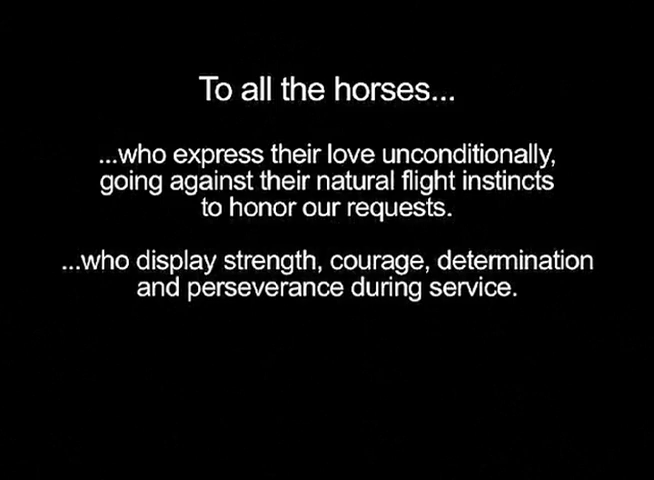 To all the horses...
...who express their love unconditionally,
going against their natural flight instincts
to honor our requests.
...who display strength, courage, determination
and perseverance during service.